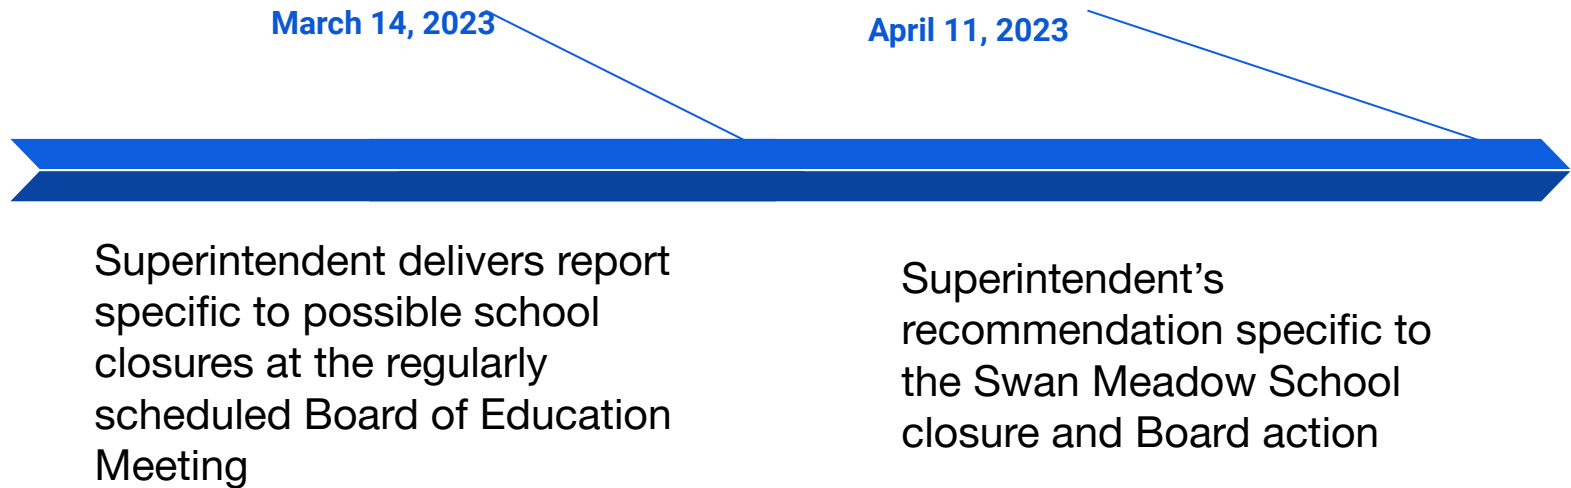 March 14, 2023
April 11, 2023
Superintendent delivers report
specific to possible school
closures at the regularly
scheduled Board of Education
Meeting
Superintendent’s
recommendation specific to
the Swan Meadow School
closure and Board action